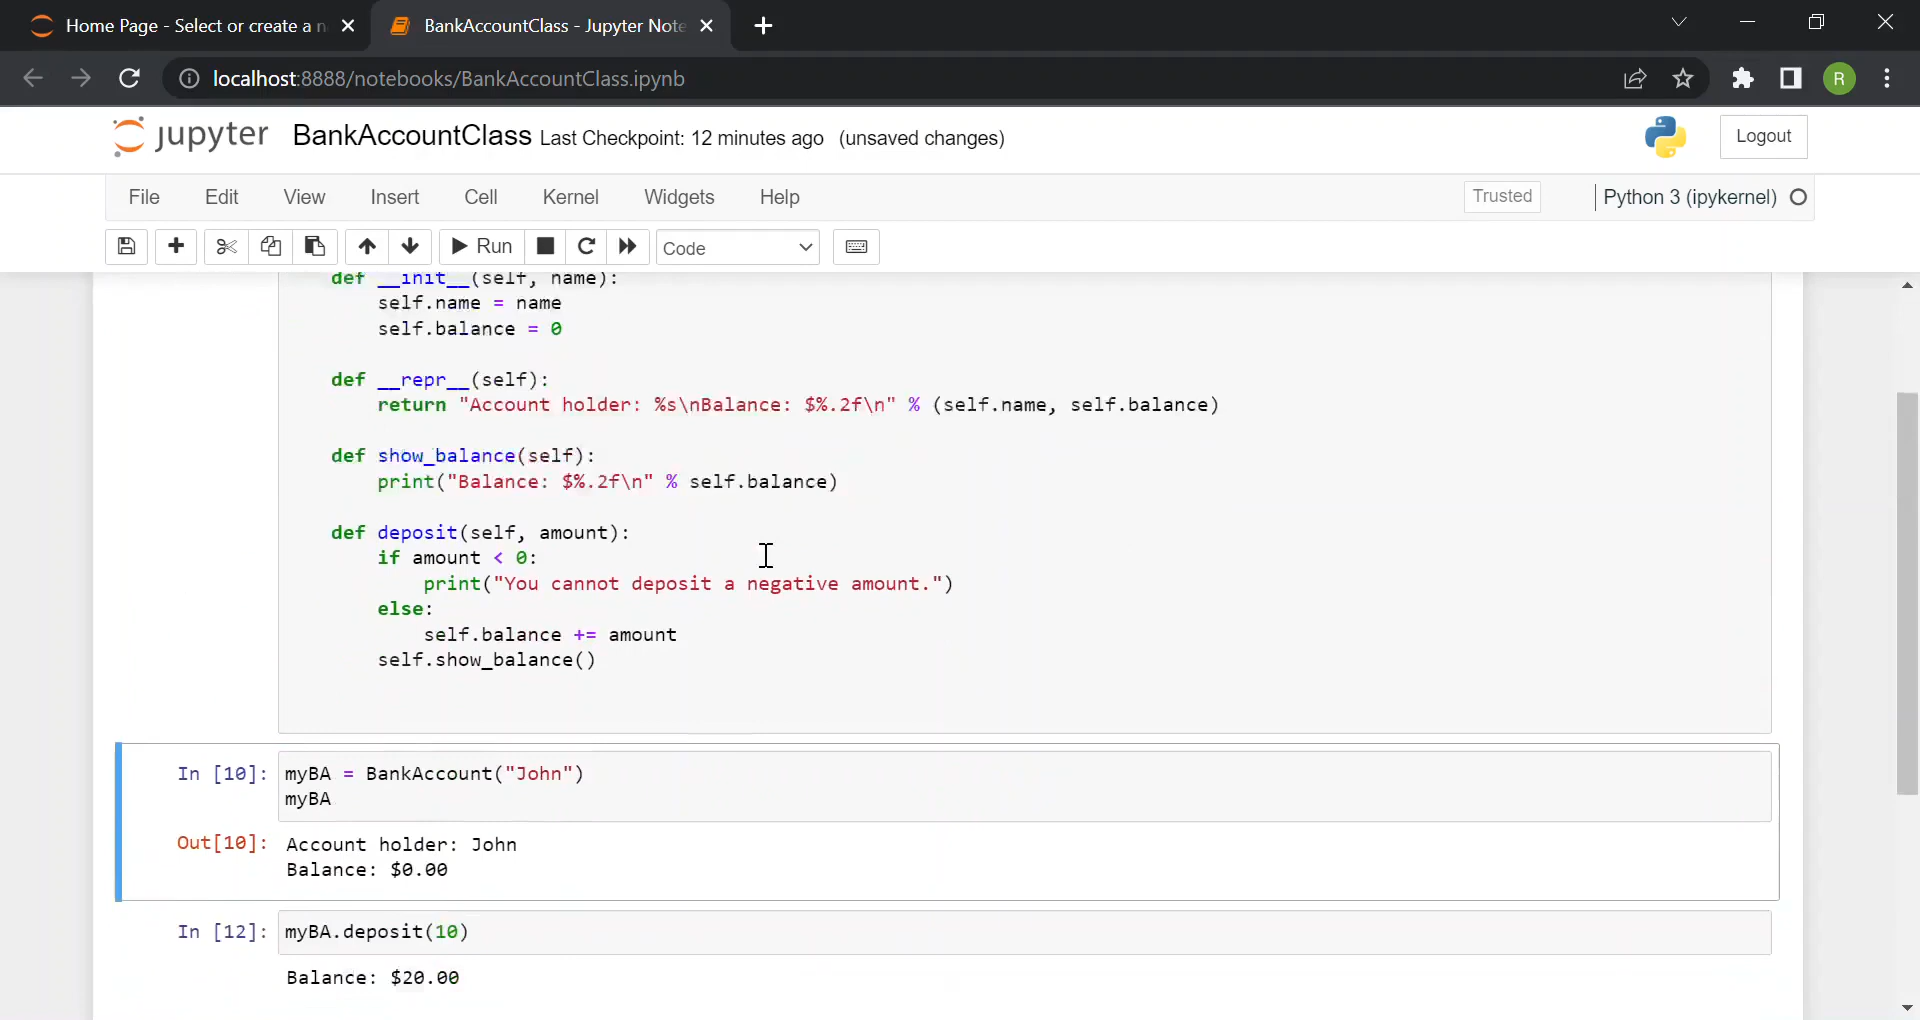 Home Page - Select or create a n
BankAccountClass - Jupyter Note
localhost:8888/notebooks/BankAccountClass.ipynb
R
jupyter BankAccountClass Last Checkpoint: 12 minutes ago (unsaved changes)
Logout
File Edit View Insert Cell Kernel Widgets Help
Trusted
Python 3 (ipykernel)
Run
Code
def __init__(self, name):
self.name = name
self.balance = 0
def __repr__(self):
return "Account holder: %s\nBalance: $%.2f\n" % (self.name, self.balance)
def show_balance(self):
print("Balance: $%.2f\n" % self.balance)
def deposit(self, amount):
if amount < 0:
print("You cannot deposit a negative amount.")
else:
self.balance += amount
self.show_balance()
In [10]: myBA = BankAccount("John")
myBA
Out[10]: Account holder: John
Balance: $0.00
In [12]: myBA.deposit(10)
Balance: $20.00